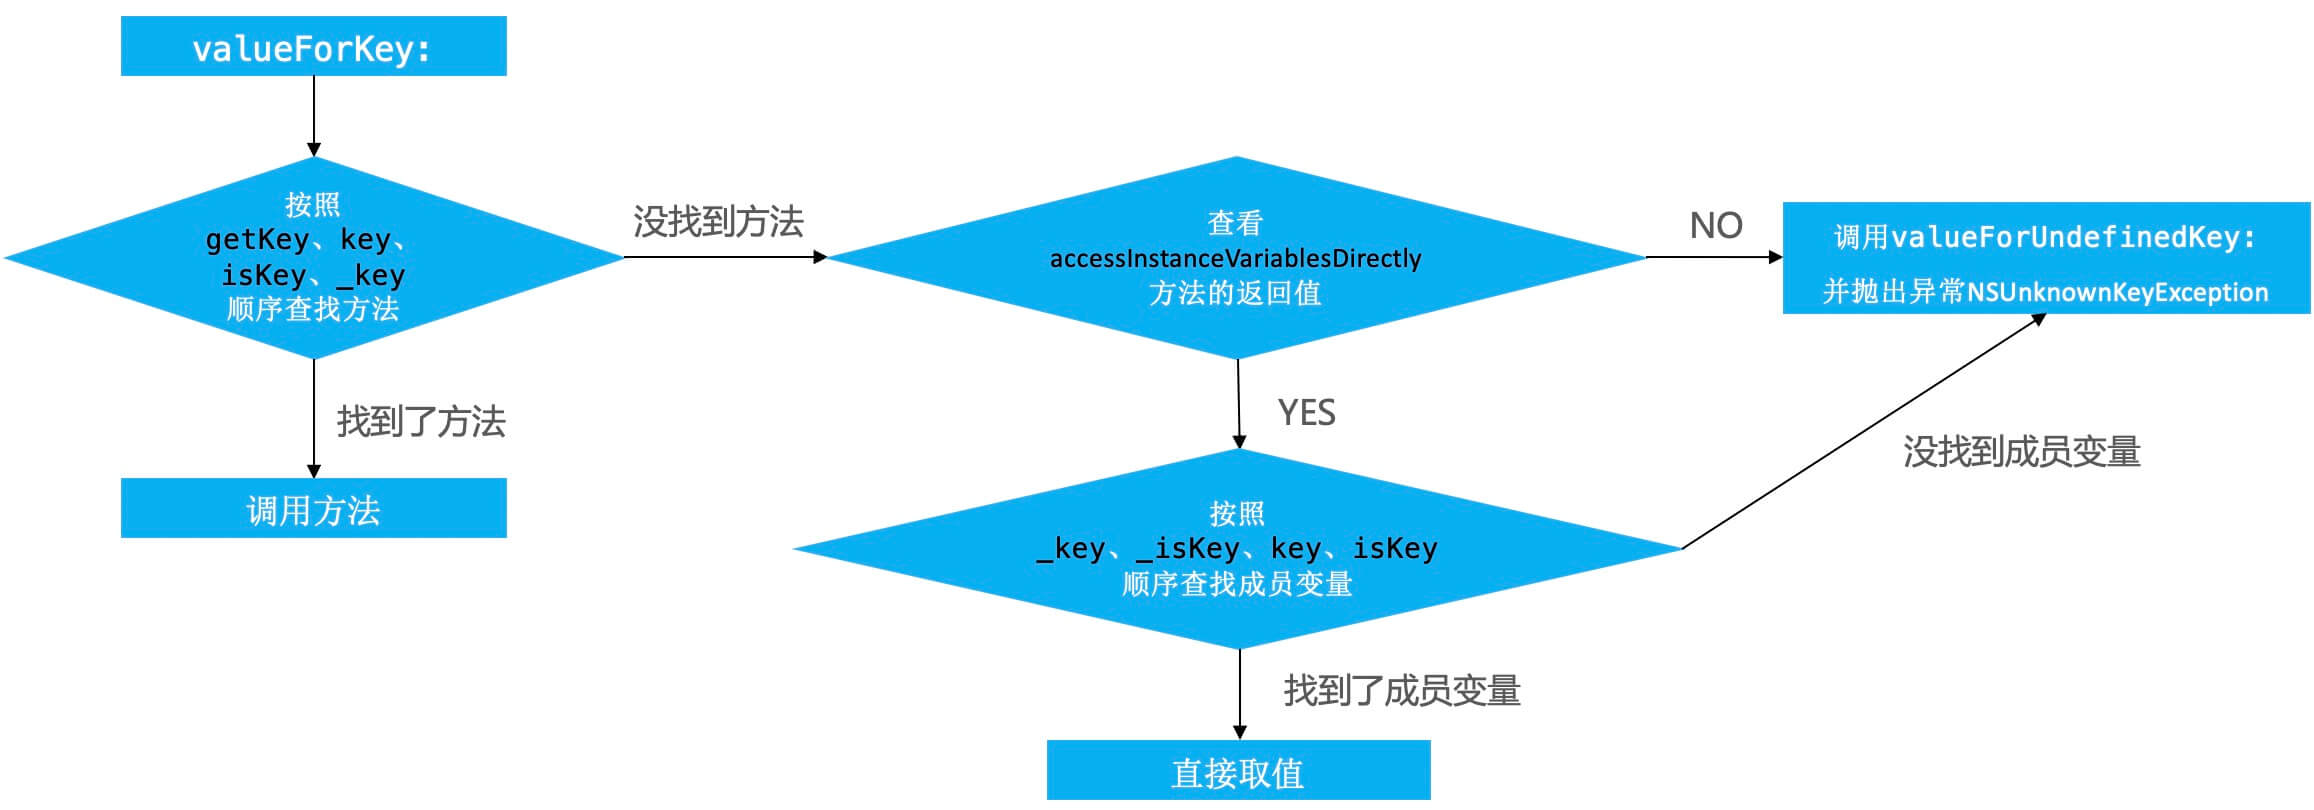 valueForKey:
按照
getKey、key、
isKey、_key
顺序查找方法
没找到方法
查看
accessInstanceVariablesDirectly
方法的返回值
NO
调用valueForUndefinedKey:
并抛出异常NSUnknownKeyException
找到了方法
YES
调用方法
没找到成员变量
按照
_key、_isKey、key、isKey
顺序查找成员变量
找到了成员变量
直接取值